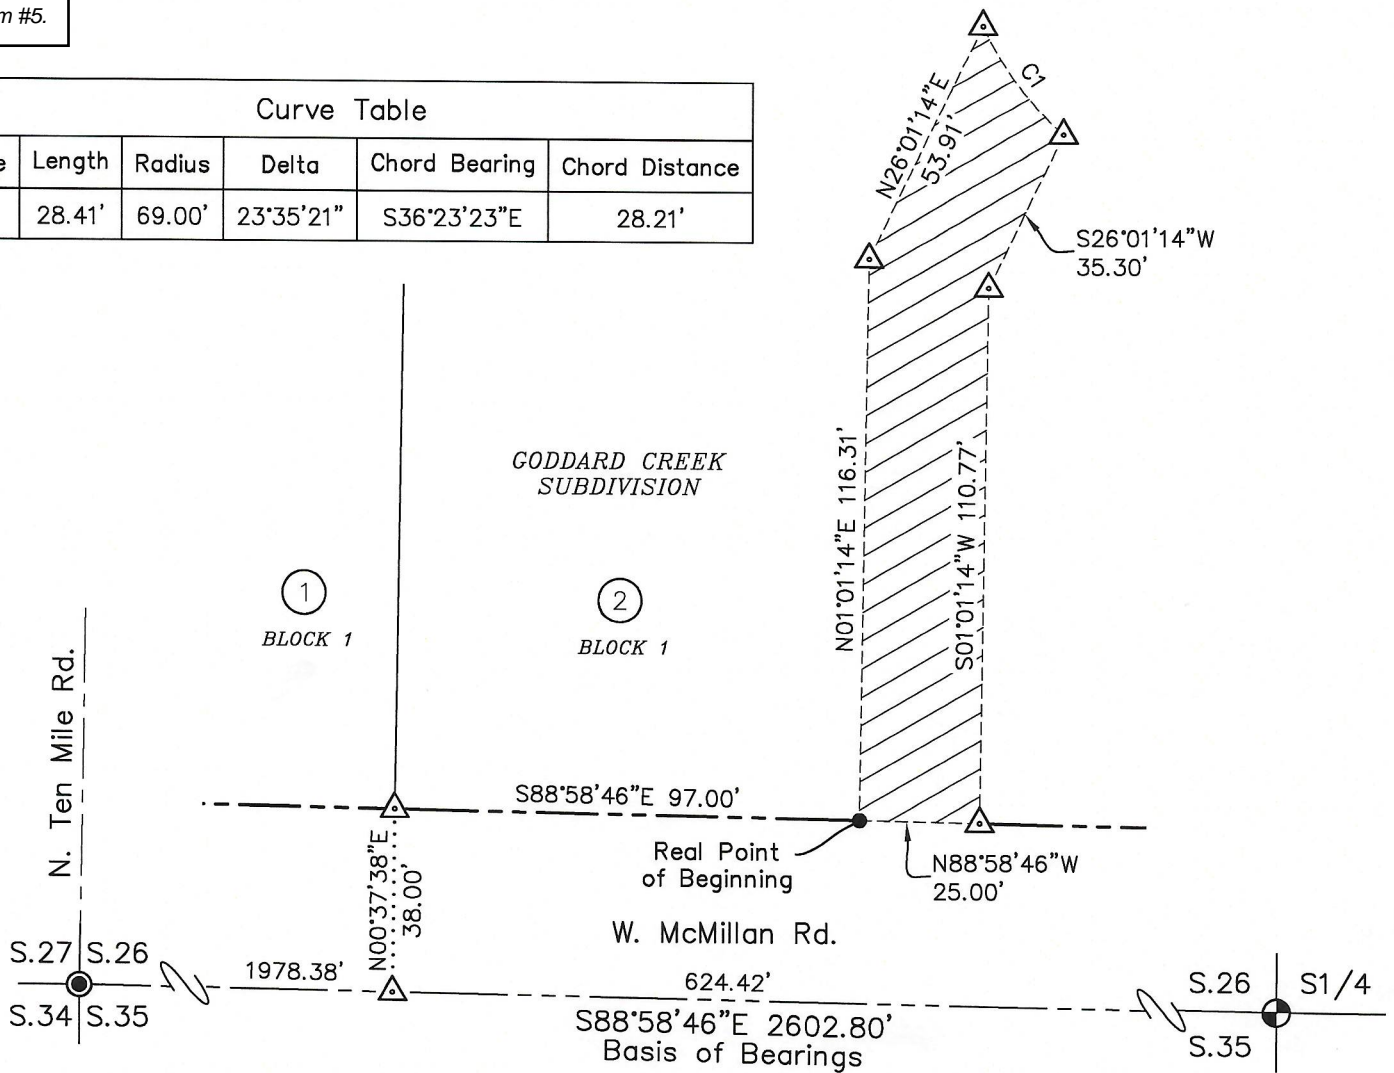 m #5.
Curve Table
e Length Radius Delta Chord Bearing Chord Distance
28.41' 69.00' 23°35'21" S36°23'23"E 28.21'
C1
N26°01'14"E
53.91'
S26°01'14"W
35.30'
GODDARD CREEK
SUBDIVISION
N01°01'14"E 116.31'
S01°01'14"W 110.77'
1
BLOCK 1
2
BLOCK 1
N. Ten Mile Rd.
S88°58'46"E 97.00'
Real Point
of Beginning
N88°58'46"W
25.00'
N00°37'38"E
38.00'
W. McMillan Rd.
S.27 S.26
S.34 S.35
1978.38'
624.42'
S88°58'46"E 2602.80'
Basis of Bearings
S.26 S1/4
S.35